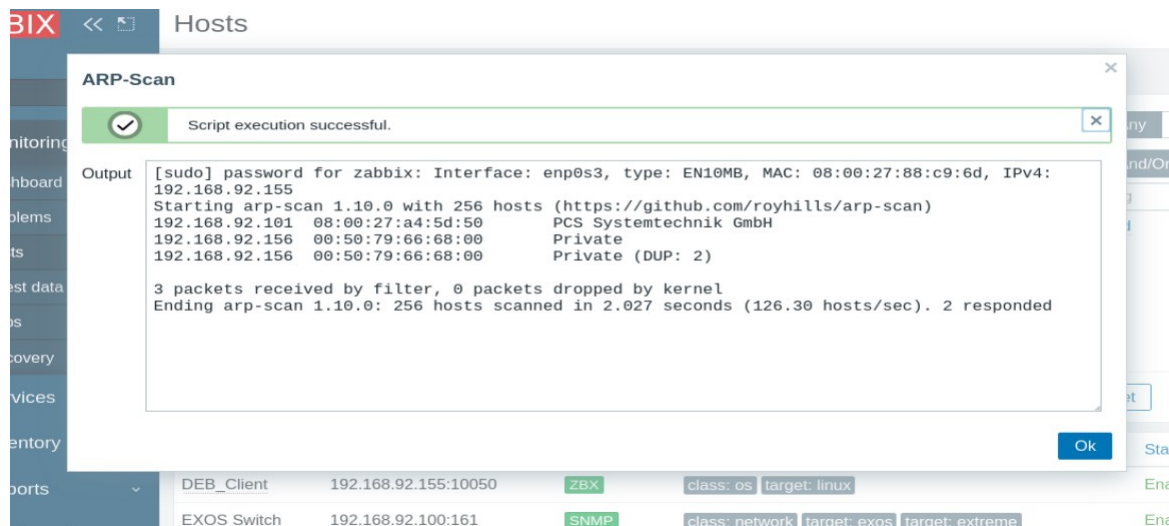 BIX
Hosts
ARP-Scan
Script execution successful.
Output
[sudo] password for zabbix: Interface: enp0s3, type: EN10MB, MAC: 08:00:27:88:c9:6d, IPv4:
192.168.92.155
Starting arp-scan 1.10.0 with 256 hosts (https://github.com/royhills/arp-scan)
192.168.92.101 08:00:27:a4:5d:50 PCS Systemtechnik GmbH
192.168.92.156 00:50:79:66:68:00 Private
192.168.92.156 00:50:79:66:68:00 Private (DUP: 2)
3 packets received by filter, 0 packets dropped by kernel
Ending arp-scan 1.10.0: 256 hosts scanned in 2.027 seconds (126.30 hosts/sec). 2 responded
Ok
nitoring
hboard
blems
ts
est data
ps
covery
vices
entory
ports
ny
nd/Or
et
Sta
DEB_Client 192.168.92.155:10050 ZBX class: os target: linux Ena
EXOS Switch 192.168.92.100:161 SNMP class: network target: exos target: extreme Ena